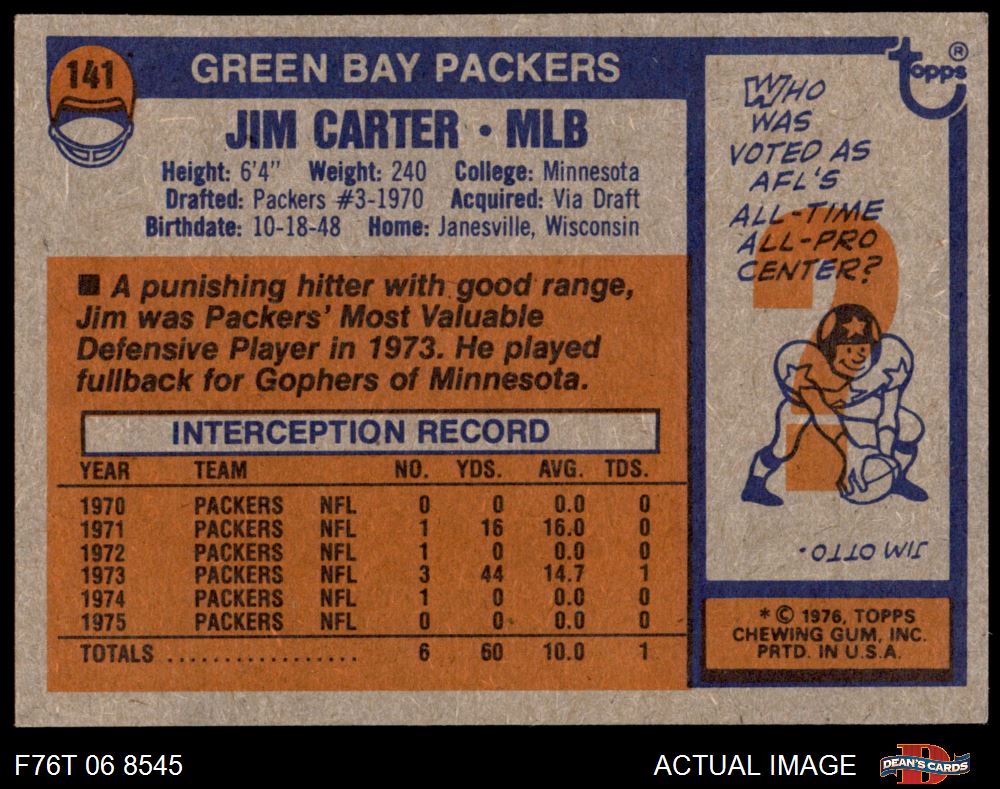 141
GREEN BAY PACKERS
JIM CARTER • MLB
Height: 6'4" Weight: 240 College: Minnesota
Drafted: Packers #3-1970 Acquired: Via Draft
Birthdate: 10-18-48 Home: Janesville, Wisconsin
■ A punishing hitter with good range,
Jim was Packers' Most Valuable
Defensive Player in 1973. He played
fullback for Gophers of Minnesota.
INTERCEPTION RECORD
YEAR TEAM NO. YDS. AVG. TDS.
1970 PACKERS NFL 0 0 0.0 0
1971 PACKERS NFL 1 16 16.0 0
1972 PACKERS NFL 1 0 0.0 0
1973 PACKERS NFL 3 44 14.7 1
1974 PACKERS NFL 1 0 0.0 0
1975 PACKERS NFL 0 0 0.0 0
TOTALS .................. 6 60 10.0 1
Topps®
WHO
WAS
VOTED AS
AFL'S
ALL-TIME
ALL-PRO
CENTER?
?
JIM OTTO.
* © 1976, TOPPS
CHEWING GUM, INC.
PRTD. IN U.S.A.
F76T 06 8545
ACTUAL IMAGE
D
DEAN'S CARDS